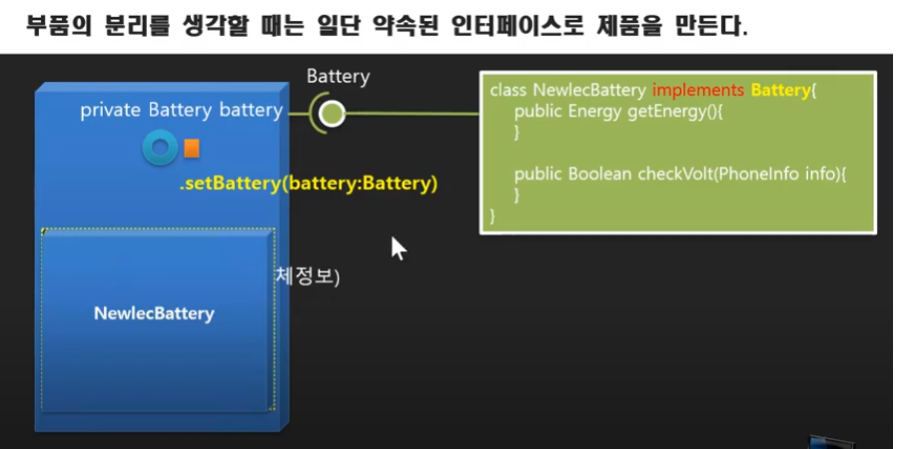 부품의 분리를 생각할 때는 일단 약속된 인터페이스로 제품을 만든다.
Battery
private Battery battery
.setBattery(battery:Battery)
체정보)
NewlecBattery
class NewlecBattery implements Battery{
public Energy getEnergy(){
}
public Boolean checkVolt(PhoneInfo info){
}
}